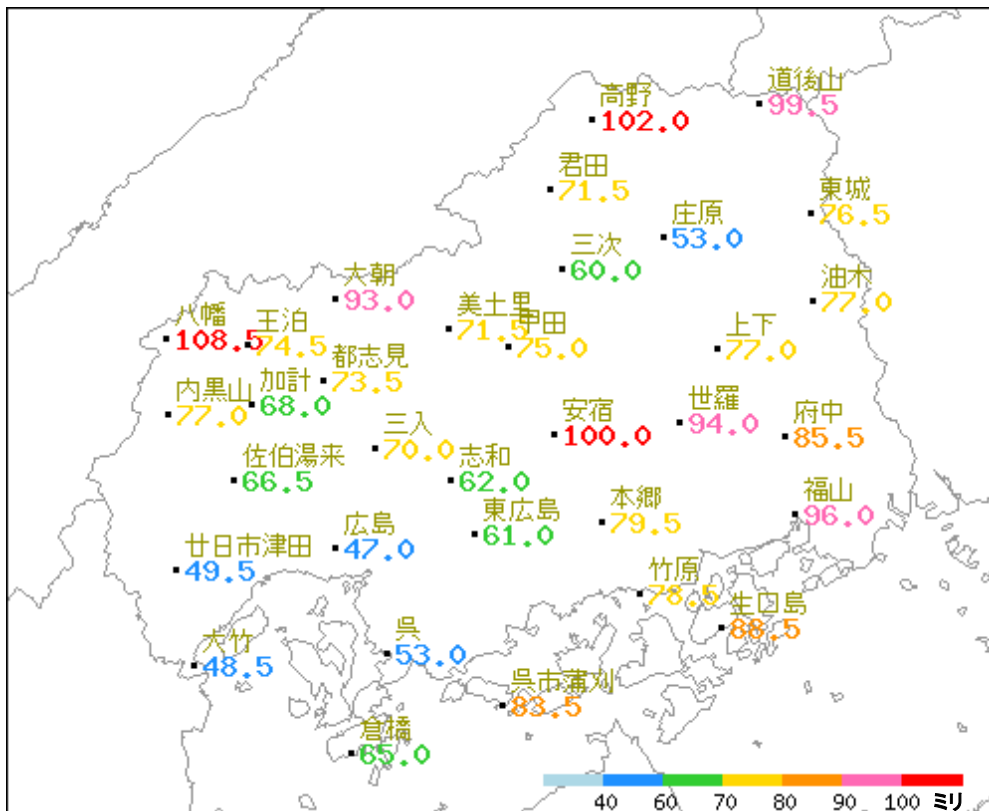 道後山
99.5
高野
102.0
君田
71.5
東城
76.5
庄原
53.0
三次
60.0
大朝
93.0
油木
77.0
美土里
71.5
甲田
75.0
八幡
108.5
王泊
74.5
上下
77.0
都志見
73.5
加計
68.0
内黒山
77.0
三入
70.0
安宿
100.0
世羅
94.0
府中
85.5
佐伯湯来
66.5
志和
62.0
福山
96.0
本郷
79.5
東広島
61.0
広島
47.0
廿日市津田
49.5
竹原
78.5
生口島
88.5
大竹
48.5
呉
53.0
呉市蒲刈
83.5
倉橋
65.0
40 60 70 80 90 100 ミリ